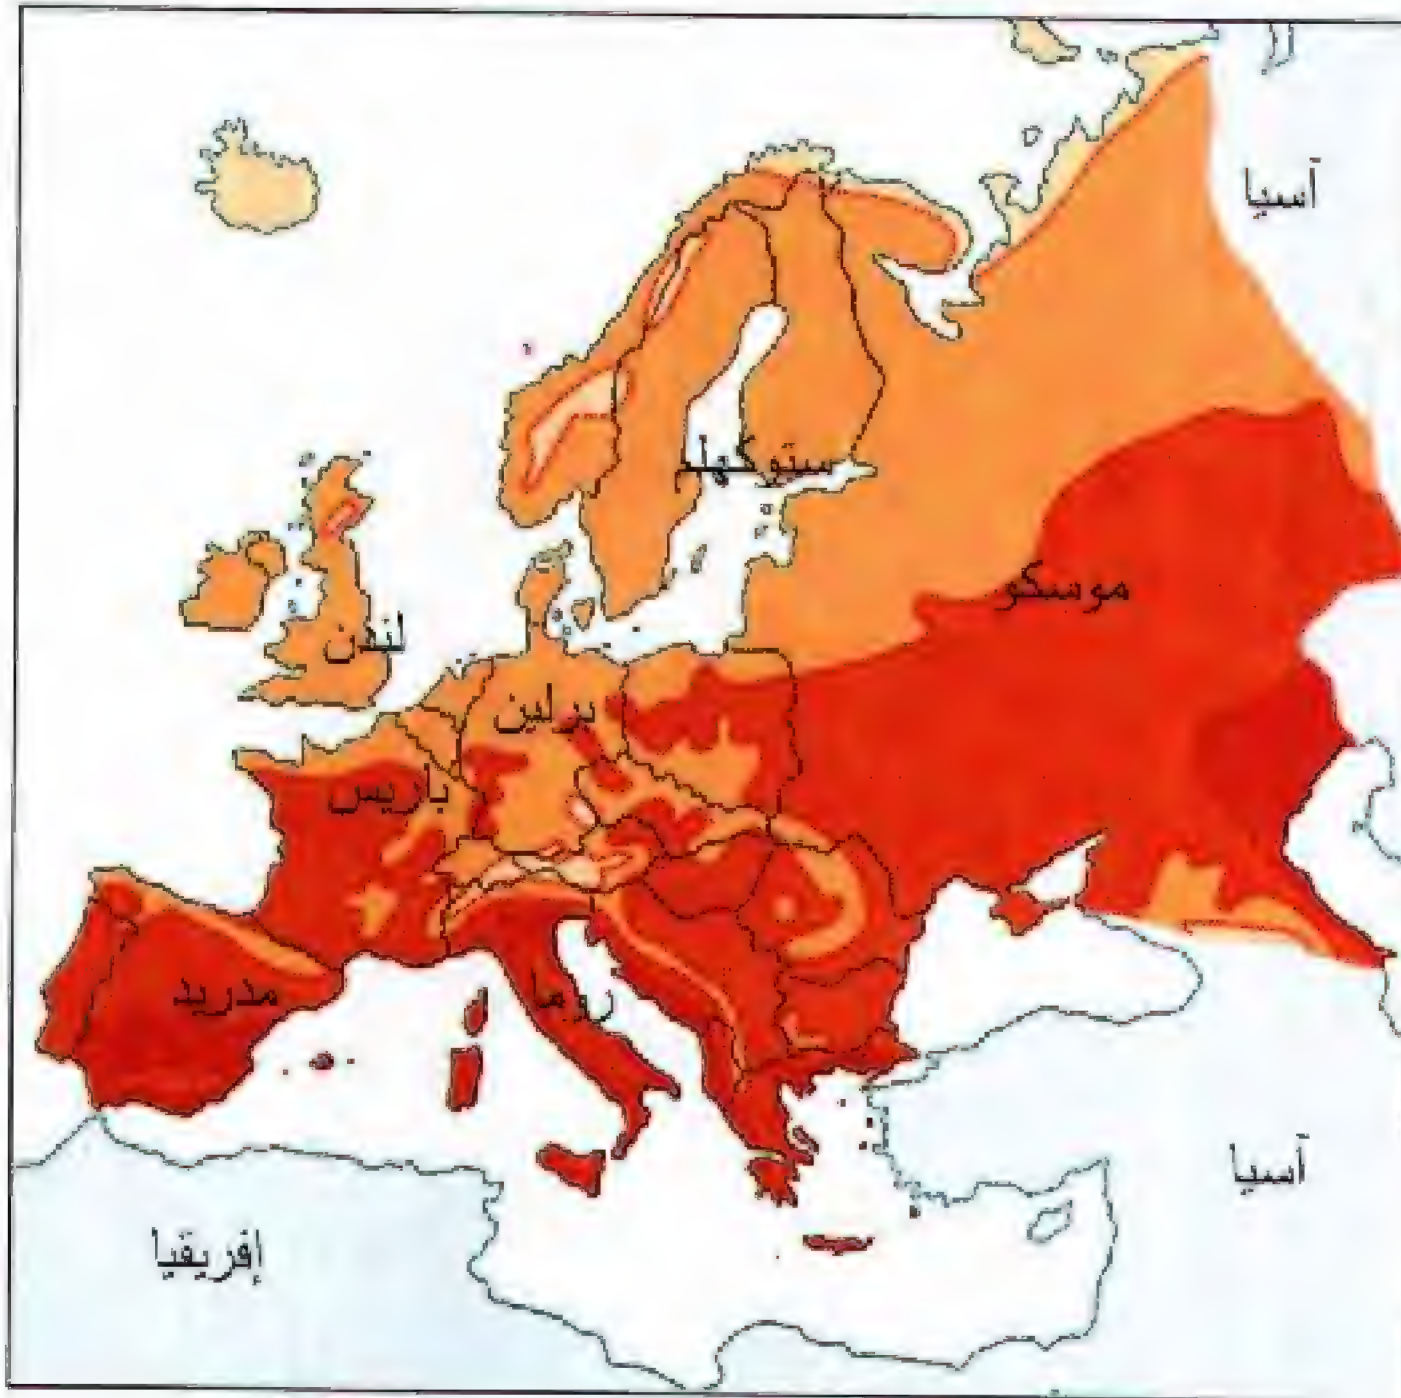 آسيا
ستوكهلم
موسكو
لندن
برلين
باريس
مدريد
روما
آسيا
إفريقيا